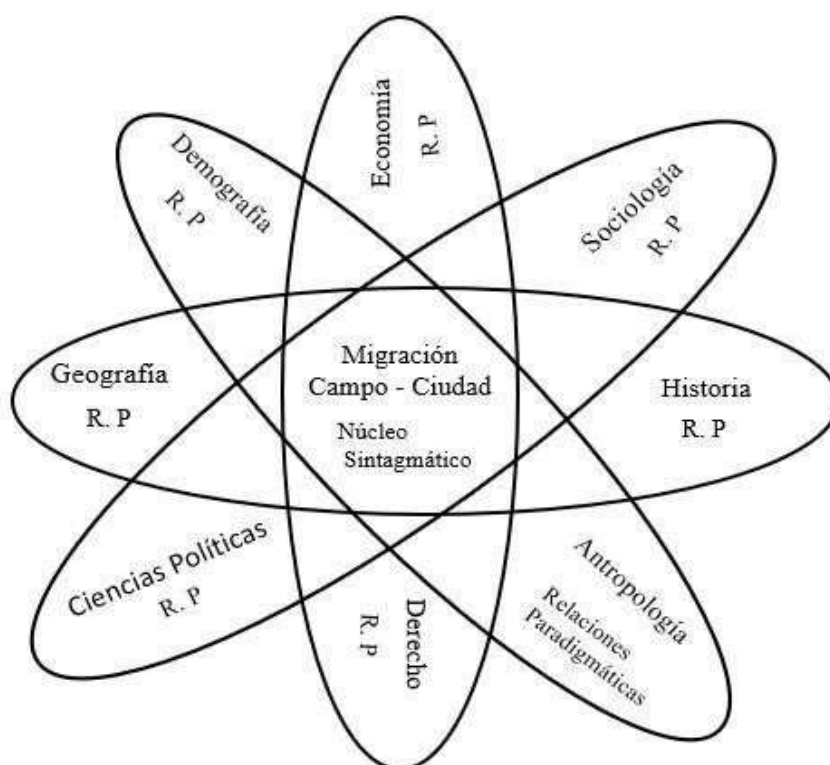 Economía
R. P
Demografía
R. P
Sociología
R. P
Geografía
R. P
Migración
Campo - Ciudad
Núcleo
Sintagmático
Historia
R. P
Ciencias Políticas
R. P
Derecho
R. P
Antropología
Relaciones
Paradigmáticas